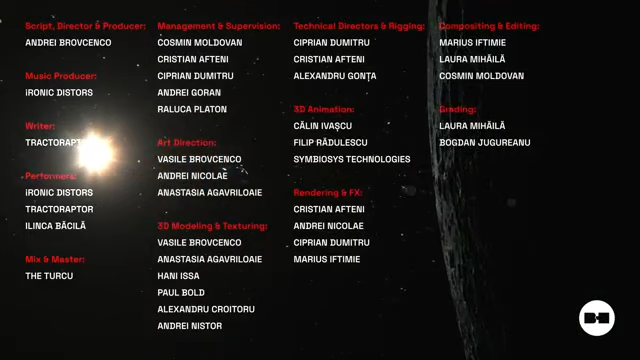 Script, Director & Producer:
ANDREI BROVCENCO
Music Producer:
iRONIC DISTORS
Writer:
TRACTORAPTOR
Performers:
iRONIC DISTORS
TRACTORAPTOR
ILINCA BĂCILĂ
Mix & Master:
THE TURCU
Management & Supervision:
COSMIN MOLDOVAN
CRISTIAN AFTENI
CIPRIAN DUMITRU
ANDREI GORAN
RALUCA PLATON
Art Direction:
VASILE BROVCENCO
ANDREI NICOLAE
ANASTASIA AGAVRILOAIE
3D Modeling & Texturing:
VASILE BROVCENCO
ANASTASIA AGAVRILOAIE
HANI ISSA
PAUL BOLD
ALEXANDRU CROITORU
ANDREI NISTOR
Technical Directors & Rigging:
CIPRIAN DUMITRU
CRISTIAN AFTENI
ALEXANDRU GONȚA
3D Animation:
CĂLIN IVAȘCU
FILIP RĂDULESCU
SYMBIOSYS TECHNOLOGIES
Rendering & FX:
CRISTIAN AFTENI
ANDREI NICOLAE
CIPRIAN DUMITRU
MARIUS IFTIMIE
Compositing & Editing:
MARIUS IFTIMIE
LAURA MIHĂILĂ
COSMIN MOLDOVAN
Grading:
LAURA MIHĂILĂ
BOGDAN JUGUREANU